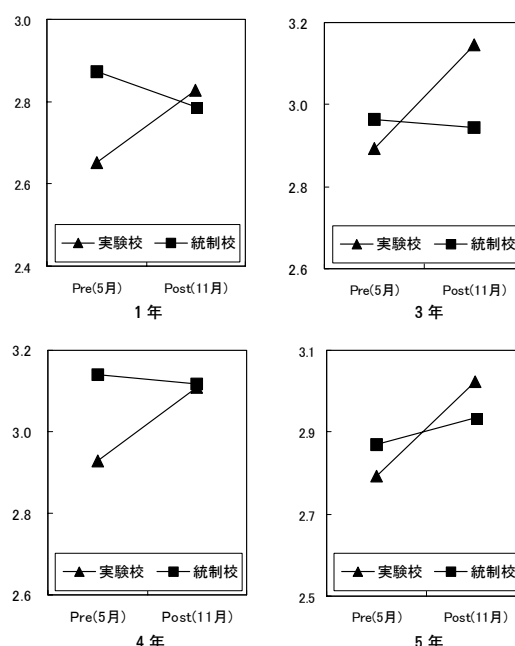 3.0
2.8
2.6
2.4
実験校 統制校
Pre(5月) Post(11月)
1 年
3.2
3.0
2.8
2.6
実験校 統制校
Pre(5月) Post(11月)
3 年
3.2
3.0
2.8
2.6
実験校 統制校
Pre(5月) Post(11月)
4 年
3.1
2.9
2.7
2.5
実験校 統制校
Pre(5月) Post(11月)
5 年